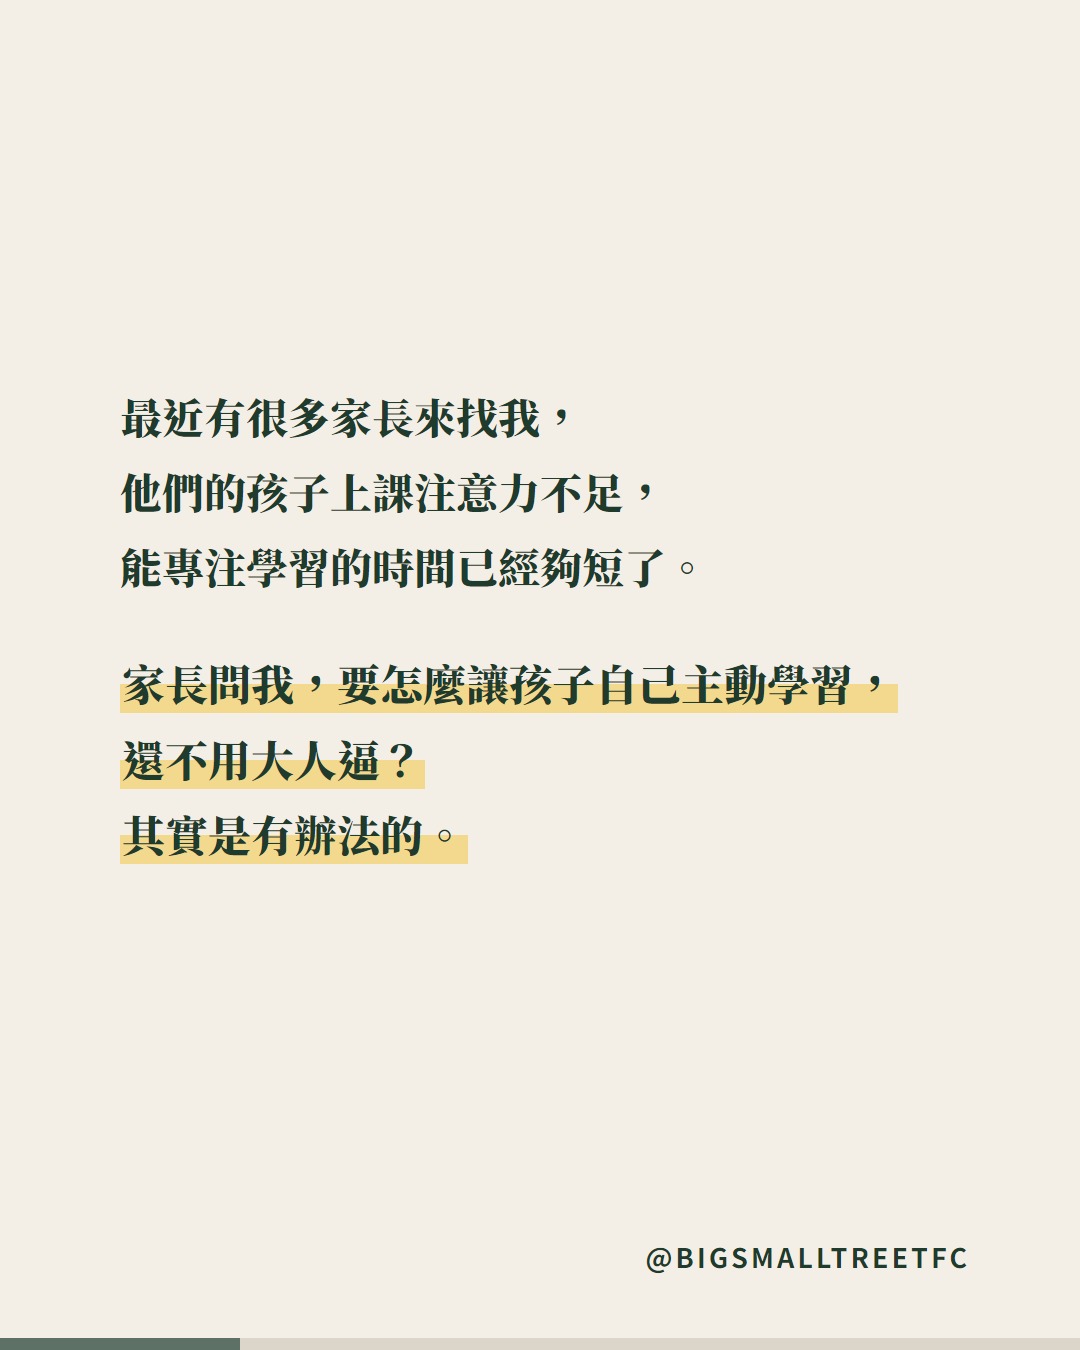 最近有很多家長來找我，
他們的孩子上課注意力不足，
能專注學習的時間已經夠短了。
家長問我，要怎麼讓孩子自己主動學習，
還不用大人逼？
其實是有辦法的。
@BIGSMALLTREETFC